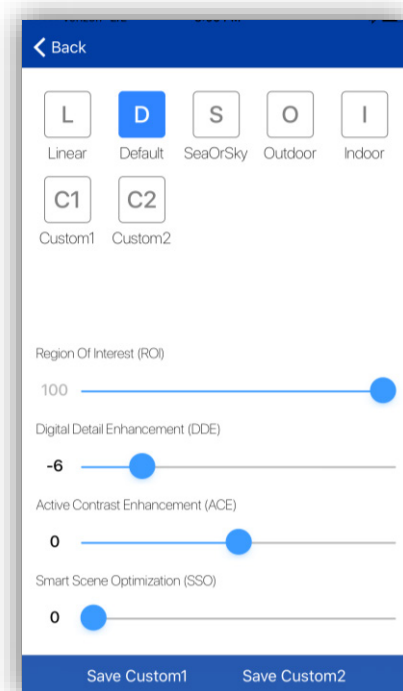 Back
L D S O I
Linear Default SeaOrSky Outdoor Indoor
C1 C2
Custom1 Custom2
Region Of Interest (ROI)
100
Digital Detail Enhancement (DDE)
-6
Active Contrast Enhancement (ACE)
0
Smart Scene Optimization (SSO)
0
Save Custom1 Save Custom2